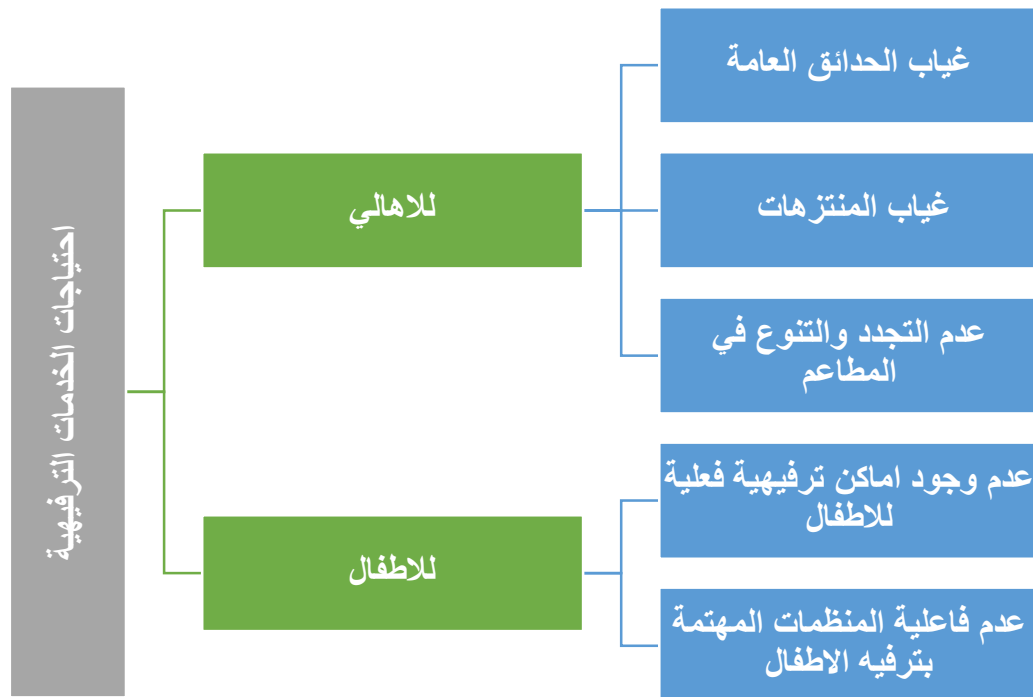 احتياجات الخدمات الترفيهية
للاهالي
غياب الحدائق العامة
غياب المنتزهات
عدم التجدد والتنوع في
المطاعم
للاطفال
عدم وجود اماكن ترفيهية فعلية
للاطفال
عدم فاعلية المنظمات المهتمة
بترفيه الاطفال